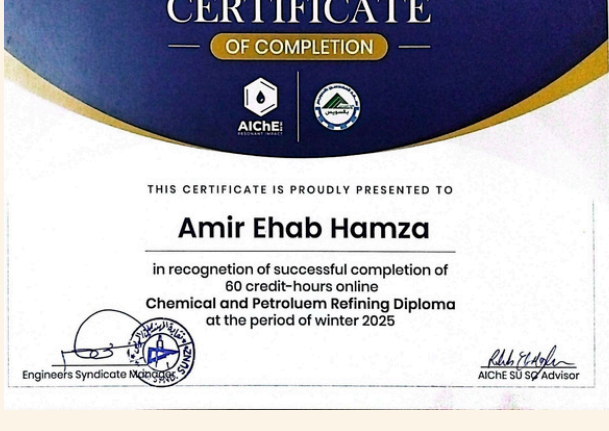 CERTIFICATE
OF COMPLETION
AIChE
THIS CERTIFICATE IS PROUDLY PRESENTED TO
Amir Ehab Hamza
in recognetion of successful completion of
60 credit-hours online
Chemical and Petroluem Refining Diploma
at the period of winter 2025
Engineers Syndicate Manager
AIChE SU SC Advisor